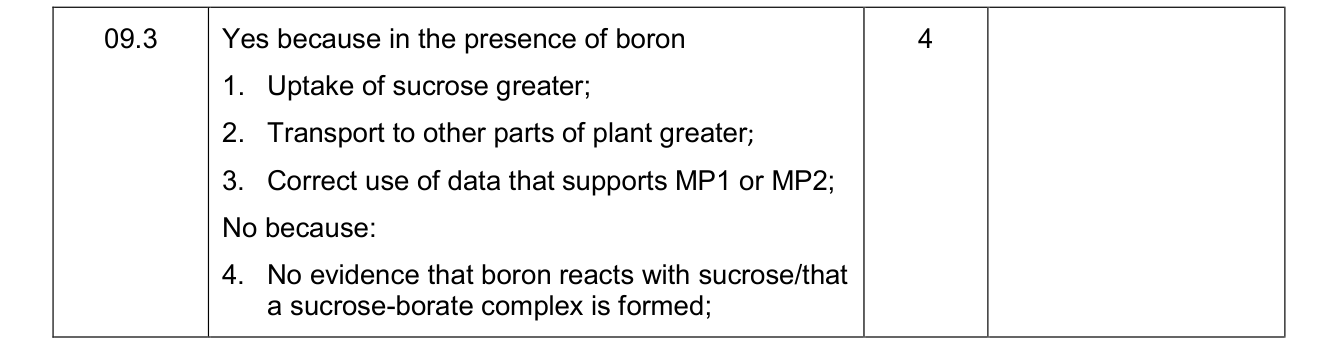 09.3
Yes because in the presence of boron
4
1. Uptake of sucrose greater;
2. Transport to other parts of plant greater;
3. Correct use of data that supports MP1 or MP2;
No because:
4. No evidence that boron reacts with sucrose/that
a sucrose-borate complex is formed;